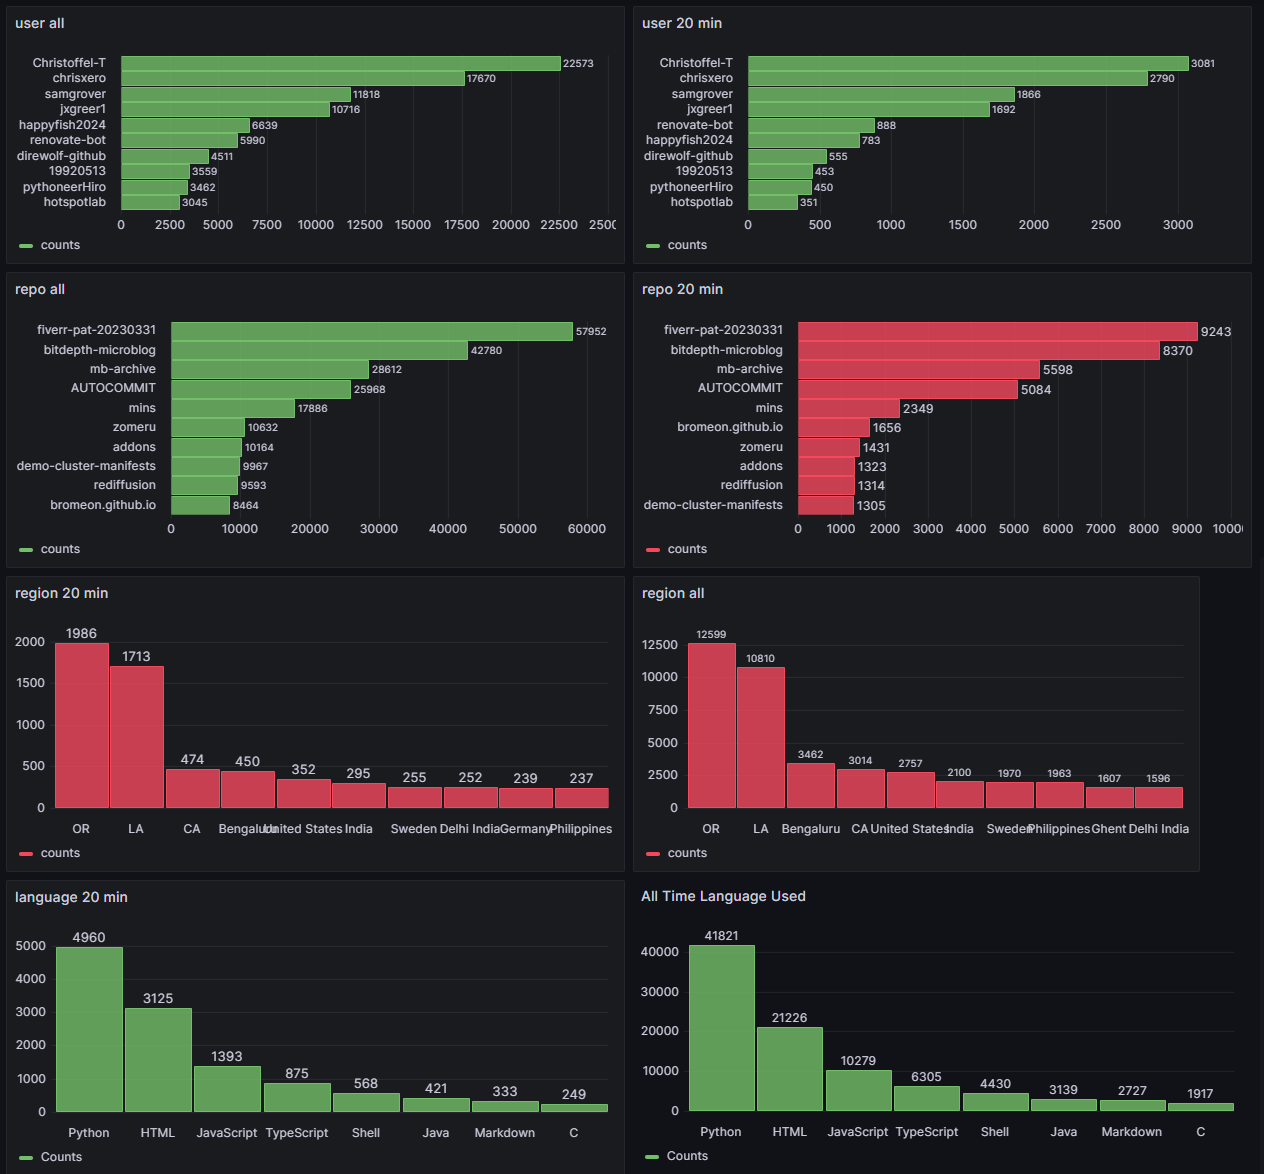 user all
Christoffel-T 22573
chrisxero 17670
samgrover 11818
jxgreer1 10716
happyfish2024 6639
renovate-bot 5990
direwolf-github 4511
19920513 3559
pythoneerHiro 3462
hotspotlab 3045
0 2500 5000 7500 10000 12500 15000 17500 20000 22500 2500
counts
user 20 min
Christoffel-T 3081
chrisxero 2790
samgrover 1866
jxgreer1 1692
renovate-bot 888
happyfish2024 783
direwolf-github 555
19920513 453
pythoneerHiro 450
hotspotlab 351
0 500 1000 1500 2000 2500 3000
counts
repo all
fiverr-pat-20230331 57952
bitdepth-microblog 42780
mb-archive 28612
AUTOCOMMIT 25968
mins 17886
zomeru 10632
addons 10164
demo-cluster-manifests 9967
rediffusion 9593
bromeon.github.io 8464
0 10000 20000 30000 40000 50000 60000
counts
repo 20 min
fiverr-pat-20230331 9243
bitdepth-microblog 8370
mb-archive 5598
AUTOCOMMIT 5084
mins 2349
bromeon.github.io 1656
zomeru 1431
addons 1323
rediffusion 1314
demo-cluster-manifests 1305
0 1000 2000 3000 4000 5000 6000 7000 8000 9000 10000
counts
region 20 min
2000
1500
1000
500
0
1986 1713 474 450 352 295 255 252 239 237
OR LA CA Bengaluru United States India Sweden Delhi India Germany Philippines
counts
region all
12500
10000
7500
5000
2500
0
12599 10810 3462 3014 2757 2100 1970 1963 1607 1596
OR LA Bengaluru CA United States India Sweden Philippines Ghent Delhi India
counts
language 20 min
5000
4000
3000
2000
1000
0
4960 3125 1393 875 568 421 333 249
Python HTML JavaScript TypeScript Shell Java Markdown C
Counts
All Time Language Used
40000
30000
20000
10000
0
41821 21226 10279 6305 4430 3139 2727 1917
Python HTML JavaScript TypeScript Shell Java Markdown C
Counts